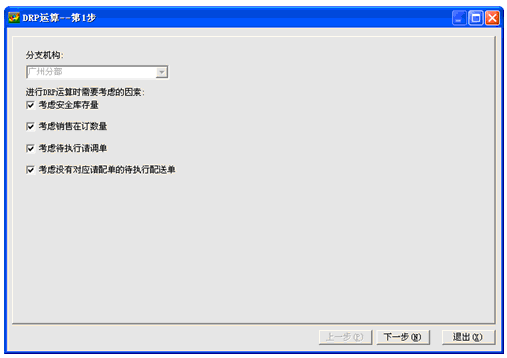 DRP运算--第1步
分支机构:
广州分部
进行DRP运算时需要考虑的因素:
考虑安全库存量
考虑销售在订数量
考虑待执行请调单
考虑没有对应请配单的待执行配送单
上一步(P) 下一步(N) 退出(X)